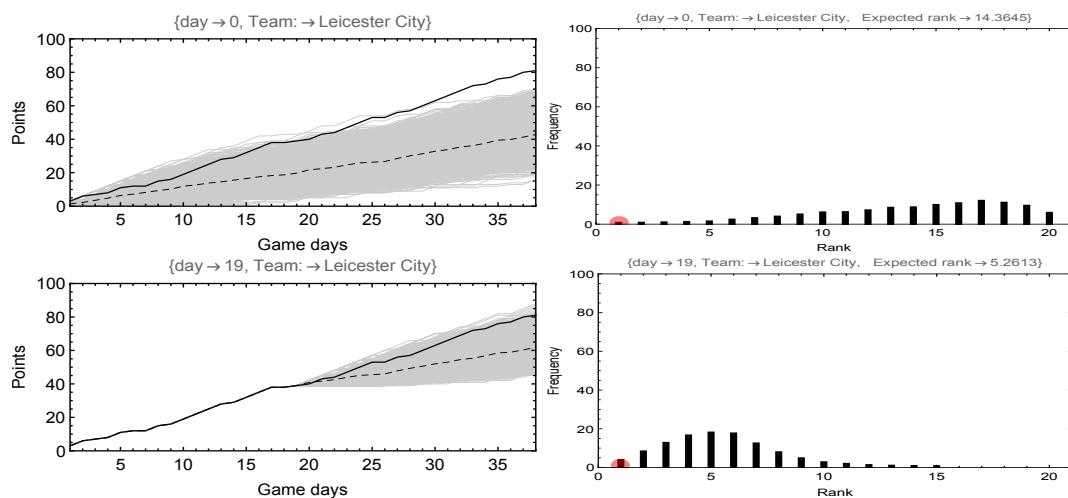 {day → 0, Team: → Leicester City}
100
80
60
40
20
0
Points
5 10 15 20 25 30 35
Game days
{day → 0, Team: → Leicester City, Expected rank → 14.3645}
100
80
60
40
20
0
Frequency
0 5 10 15 20
Rank
{day → 19, Team: → Leicester City}
100
80
60
40
20
0
Points
5 10 15 20 25 30 35
Game days
{day → 19, Team: → Leicester City, Expected rank → 5.2613}
100
80
60
40
20
0
Frequency
0 5 10 15 20
Rank